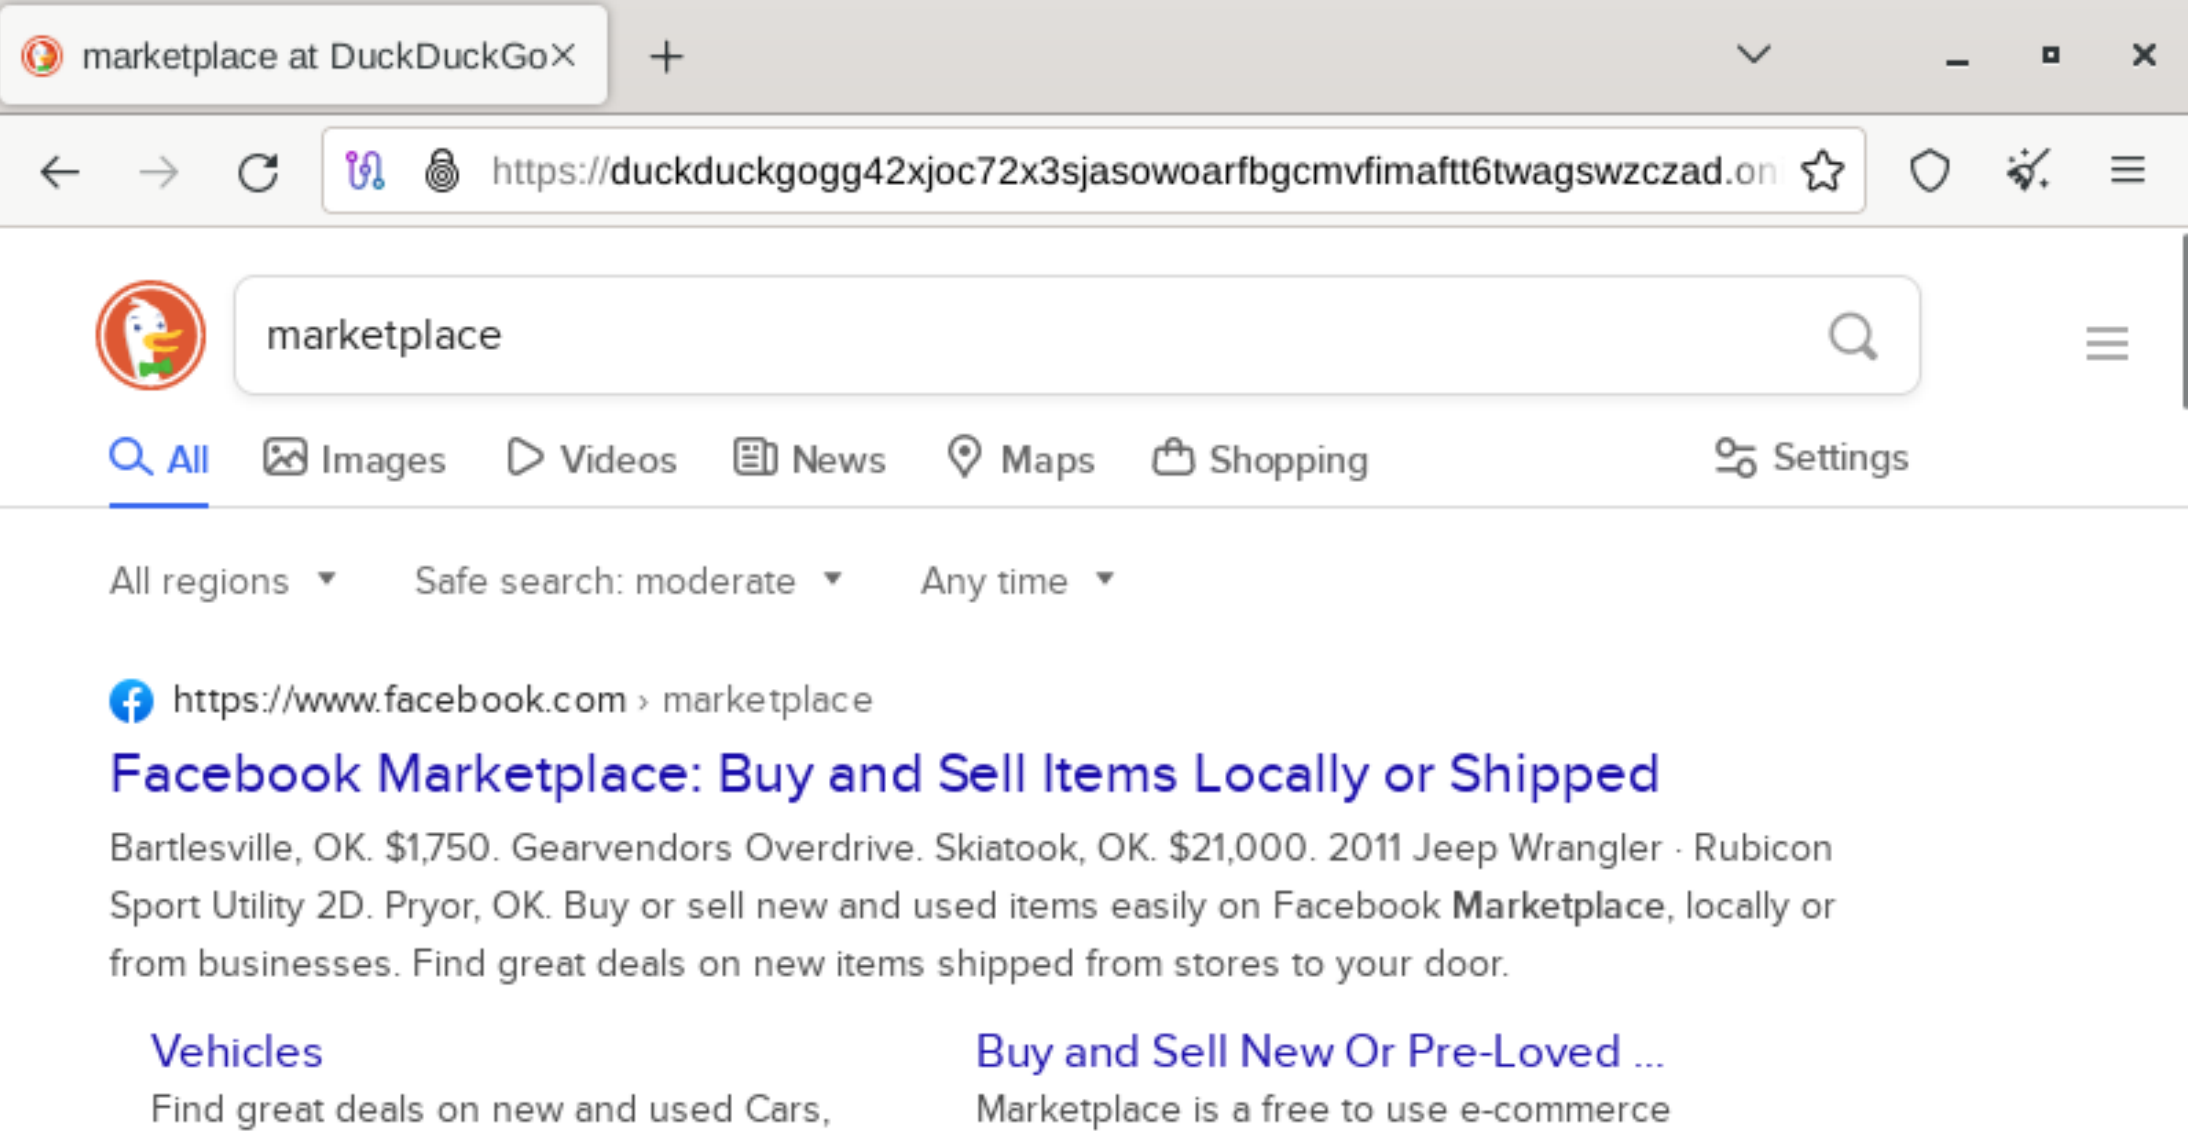 marketplace at DuckDuckGo
https://duckduckgogg42xjoc72x3sjasowoarfbgcmvfimaftt6twagswzczad.on
marketplace
All Images Videos News Maps Shopping Settings
All regions Safe search: moderate Any time
https://www.facebook.com › marketplace
Facebook Marketplace: Buy and Sell Items Locally or Shipped
Bartlesville, OK. $1,750. Gearvendors Overdrive. Skiatook, OK. $21,000. 2011 Jeep Wrangler · Rubicon
Sport Utility 2D. Pryor, OK. Buy or sell new and used items easily on Facebook Marketplace, locally or
from businesses. Find great deals on new items shipped from stores to your door.
Vehicles
Find great deals on new and used Cars,
Buy and Sell New Or Pre-Loved ...
Marketplace is a free to use e-commerce